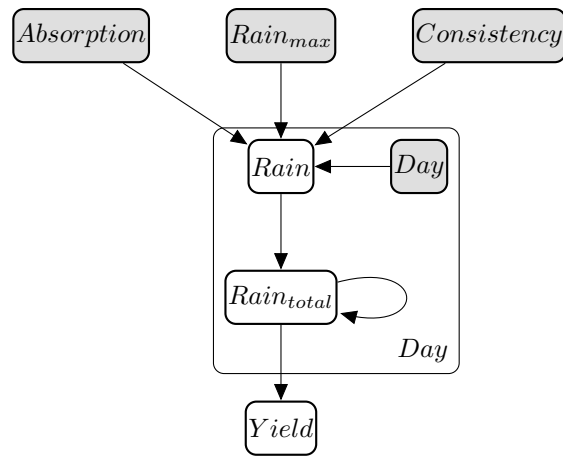 Absorption Rain_max Consistency
Rain Day
Rain_total
Day
Yield